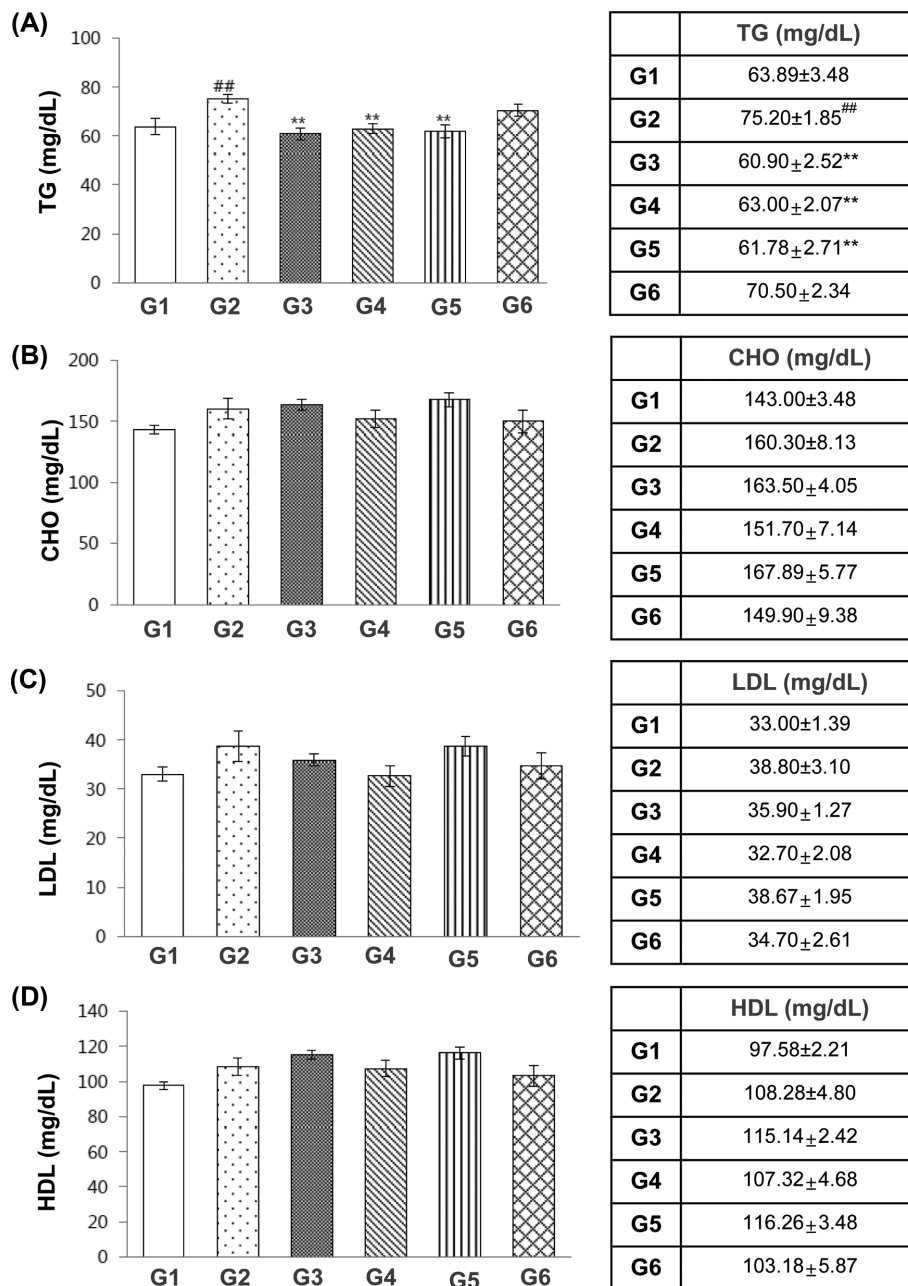 (A)
TG (mg/dL)
100
80
60
40
20
0
##
**
**
**
G1 G2 G3 G4 G5 G6
TG (mg/dL)
G1 63.89±3.48
G2 75.20±1.85##
G3 60.90±2.52**
G4 63.00±2.07**
G5 61.78±2.71**
G6 70.50±2.34
(B)
CHO (mg/dL)
200
150
100
50
0
G1 G2 G3 G4 G5 G6
CHO (mg/dL)
G1 143.00±3.48
G2 160.30±8.13
G3 163.50±4.05
G4 151.70±7.14
G5 167.89±5.77
G6 149.90±9.38
(C)
LDL (mg/dL)
50
40
30
20
10
0
G1 G2 G3 G4 G5 G6
LDL (mg/dL)
G1 33.00±1.39
G2 38.80±3.10
G3 35.90±1.27
G4 32.70±2.08
G5 38.67±1.95
G6 34.70±2.61
(D)
HDL (mg/dL)
140
120
100
80
60
40
20
0
G1 G2 G3 G4 G5 G6
HDL (mg/dL)
G1 97.58±2.21
G2 108.28±4.80
G3 115.14±2.42
G4 107.32±4.68
G5 116.26±3.48
G6 103.18±5.87